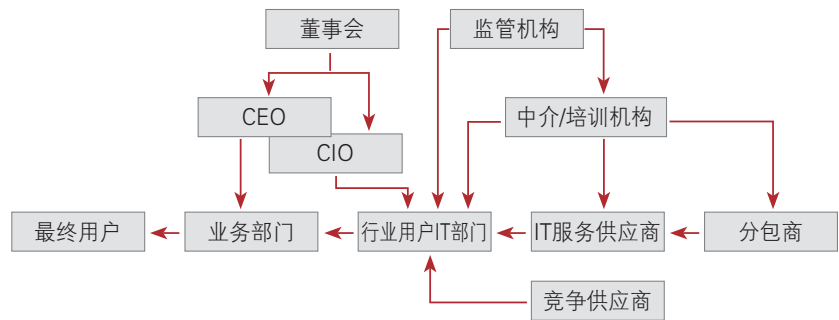 董事会
监管机构
CEO
中介/培训机构
CIO
最终用户
业务部门
行业用户IT部门
IT服务供应商
分包商
竞争供应商